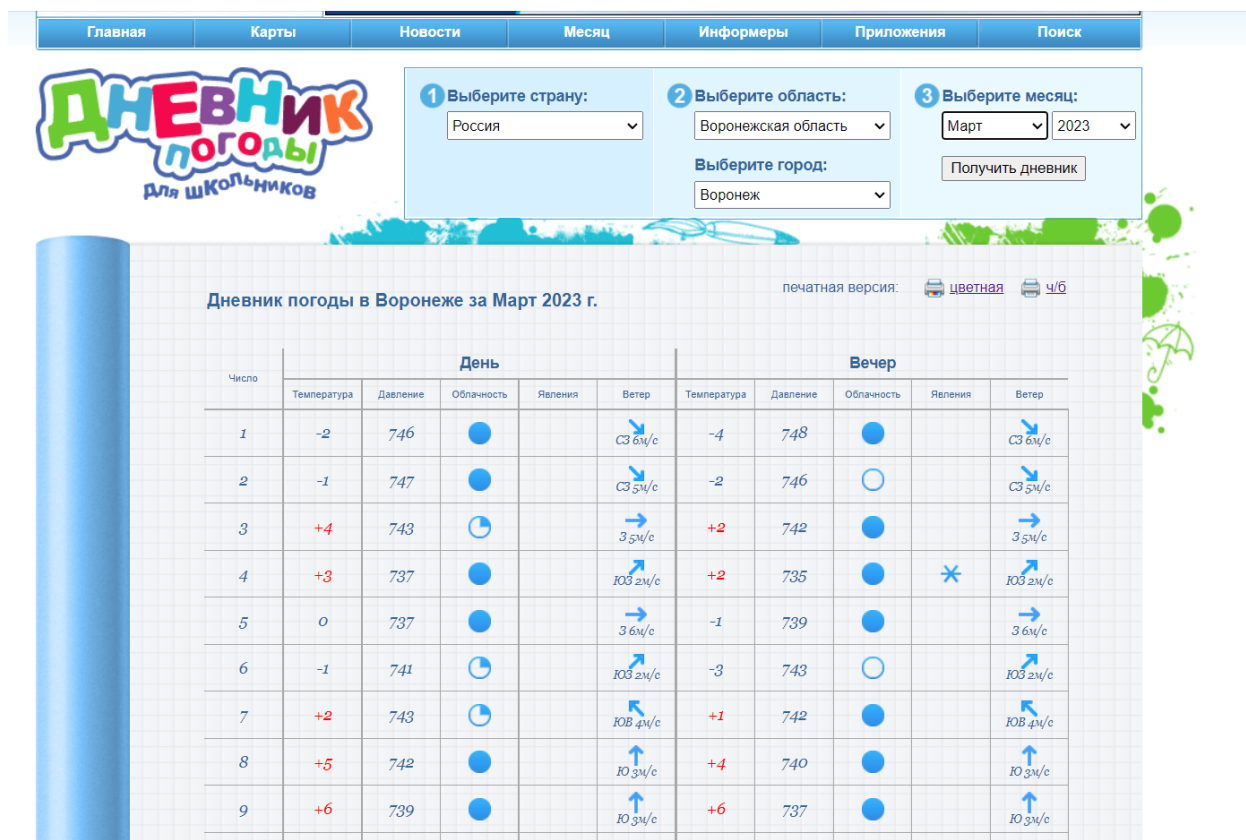 Главная Карты Новости Месяц Информеры Приложения Поиск
ДНЕВНИК
ПОГОДЫ
для школьников
1 Выберите страну: 2 Выберите область: 3 Выберите месяц:
Россия Воронежская область Март 2023
Выберите город: Получить дневник
Воронеж
печатная версия: цветная ч/б
Дневник погоды в Воронеже за Март 2023 г.
Число День Вечер
Температура Давление Облачность Явления Ветер Температура Давление Облачность Явления Ветер
1 -2 746 СЗ 6м/с -4 748 СЗ 6м/с
2 -1 747 СЗ 5м/с -2 746 СЗ 5м/с
3 +4 743 З 5м/с +2 742 З 5м/с
4 +3 737 ЮЗ 2м/с +2 735 ЮЗ 2м/с
5 0 737 З 6м/с -1 739 З 6м/с
6 -1 741 ЮЗ 2м/с -3 743 ЮЗ 2м/с
7 +2 743 ЮВ 4м/с +1 742 ЮВ 4м/с
8 +5 742 Ю 3м/с +4 740 Ю 3м/с
9 +6 739 Ю 3м/с +6 737 Ю 3м/с